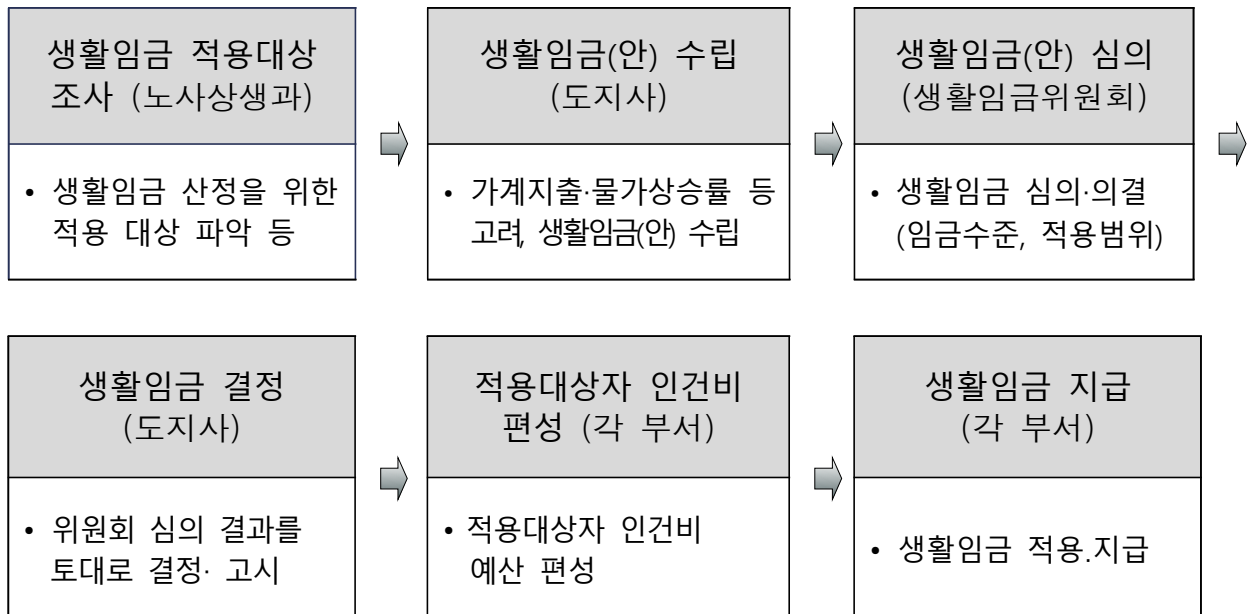 생활임금 적용대상
조사 (노사상생과)
• 생활임금 산정을 위한
적용 대상 파악 등
생활임금(안) 수립
(도지사)
• 가계지출·물가상승률 등
고려, 생활임금(안) 수립
생활임금(안) 심의
(생활임금위원회)
• 생활임금 심의·의결
(임금수준, 적용범위)
생활임금 결정
(도지사)
• 위원회 심의 결과를
토대로 결정· 고시
적용대상자 인건비
편성 (각 부서)
• 적용대상자 인건비
예산 편성
생활임금 지급
(각 부서)
• 생활임금 적용.지급